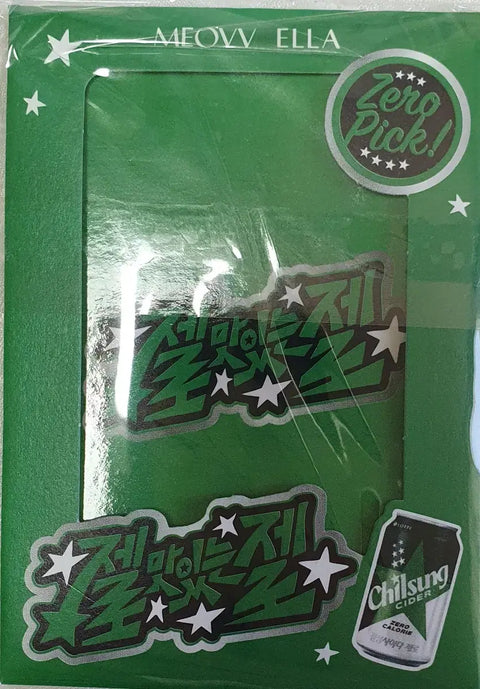 MEOVV ELLA
Zero
Pick!
제일 맛있는 제로
제일 맛있는 제로
LOTTE
Chilsung
CIDER
ZERO
CALORIE